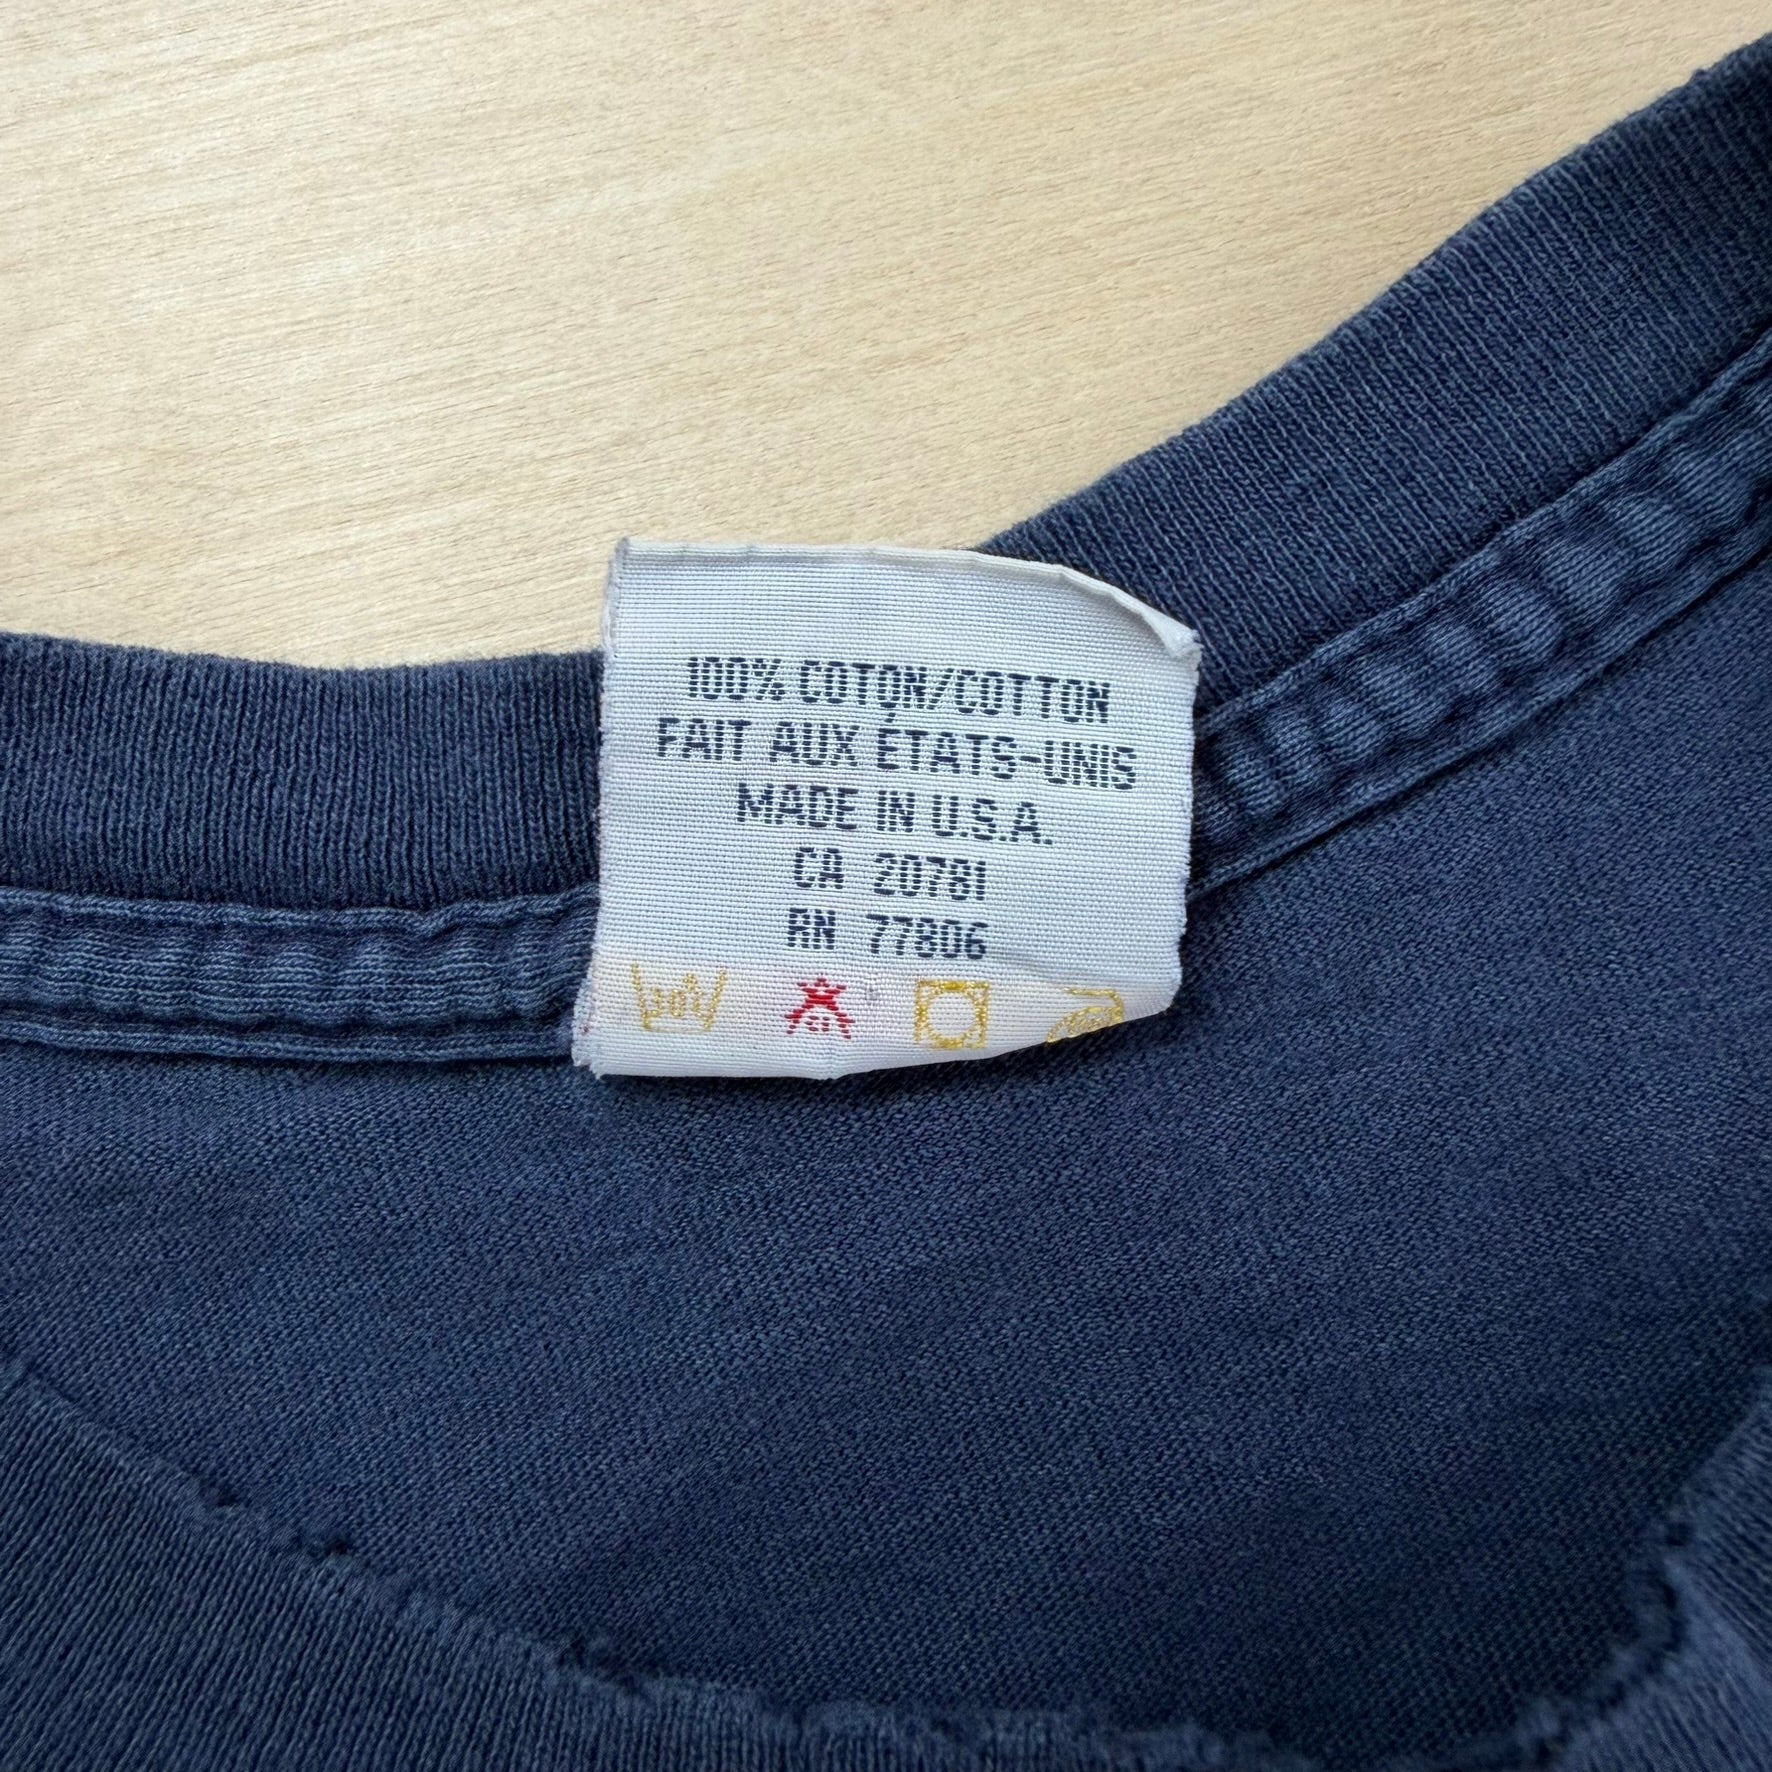 100% COTON/COTTON
FAIT AUX ÉTATS-UNIS
MADE IN U.S.A.
CA 20781
RN 77806